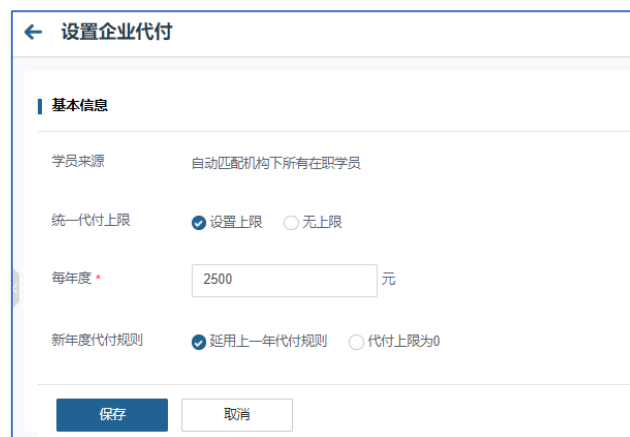 设置企业代付
基本信息
学员来源 自动匹配机构下所有在职学员
统一代付上限 设置上限 无上限
每年度 * 2500 元
新年度代付规则 延用上一年代付规则 代付上限为0
保存 取消